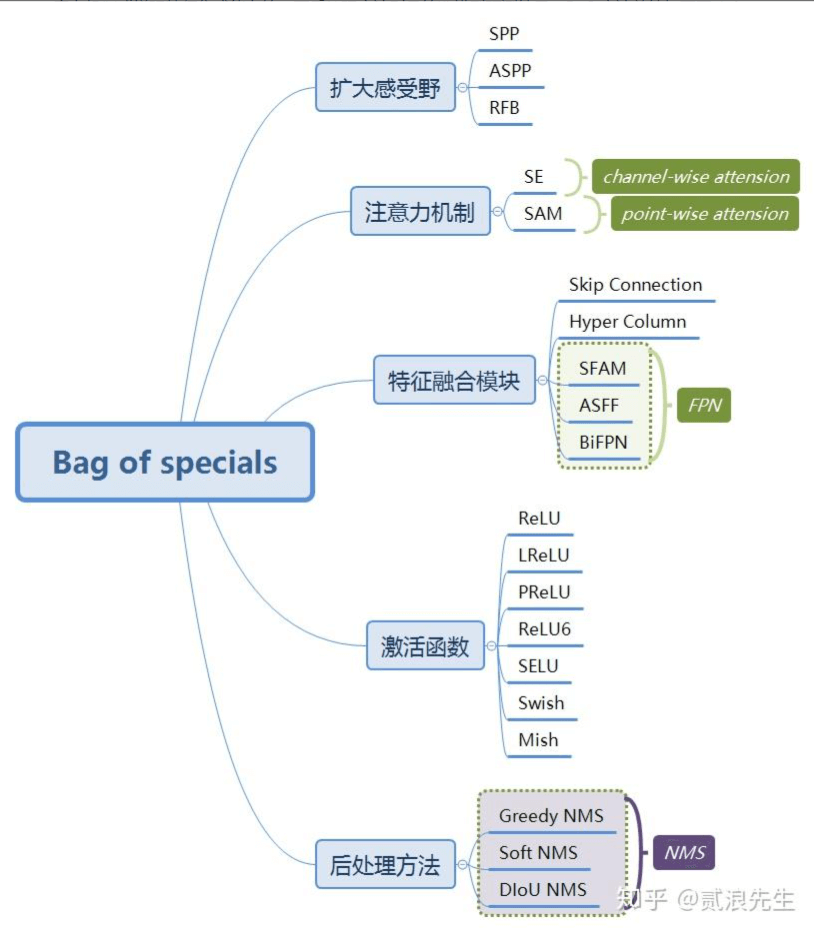 SPP
扩大感受野
ASPP
RFB
SE
channel-wise attension
注意力机制
SAM
point-wise attension
Skip Connection
Hyper Column
特征融合模块
SFAM
ASFF
FPN
BiFPN
Bag of specials
ReLU
LReLU
PReLU
ReLU6
激活函数
SELU
Swish
Mish
Greedy NMS
后处理方法
Soft NMS
NMS
DIoU NMS
知乎 @贰浪先生